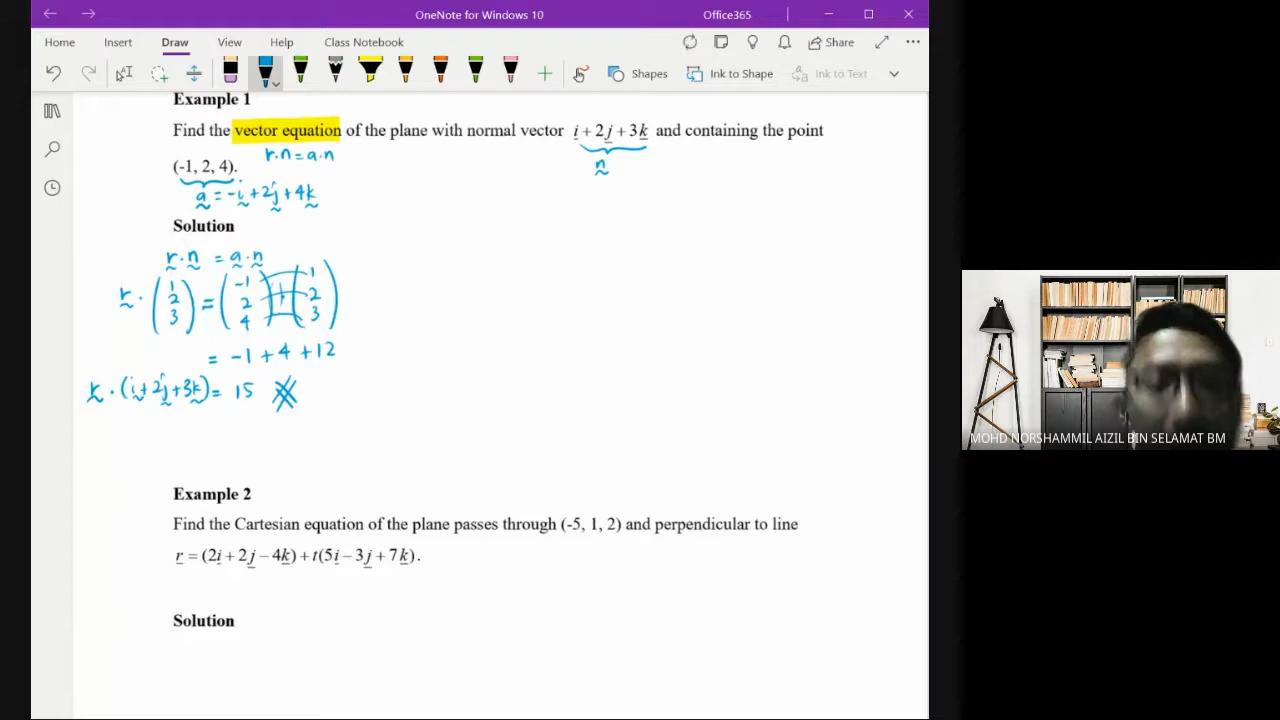 OneNote for Windows 10
Office365
Home Insert Draw View Help Class Notebook
Share
Shapes Ink to Shape Ink to Text
Example 1
Find the vector equation of the plane with normal vector i + 2j + 3k and containing the point
r.n = a.n
n
(-1, 2, 4).
a = -i + 2j + 4k
Solution
r.n = a.n
r . (1 2 3) = (-1 2 4) (1 2 3)
= -1 + 4 + 12
r . (i + 2j + 3k) = 15
Example 2
Find the Cartesian equation of the plane passes through (-5, 1, 2) and perpendicular to line
r = (2i + 2j − 4k) + t(5i − 3j + 7k).
Solution
MOHD NORSHAMMIL AIZIL BIN SELAMAT BM